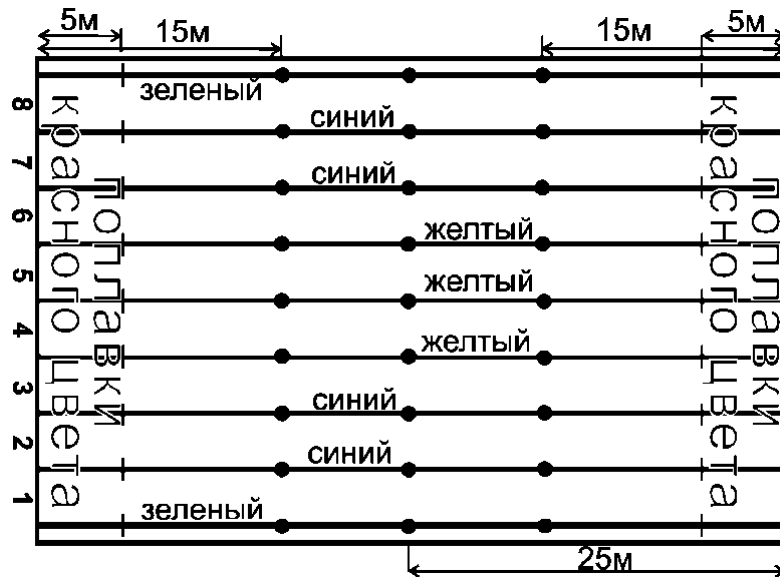 5м
15м
15м
5м
зеленый
8
синий
7
синий
6
желтый
5
желтый
4
желтый
3
синий
2
синий
1
зеленый
поплавки
красного цвета
поплавки
красного цвета
25м